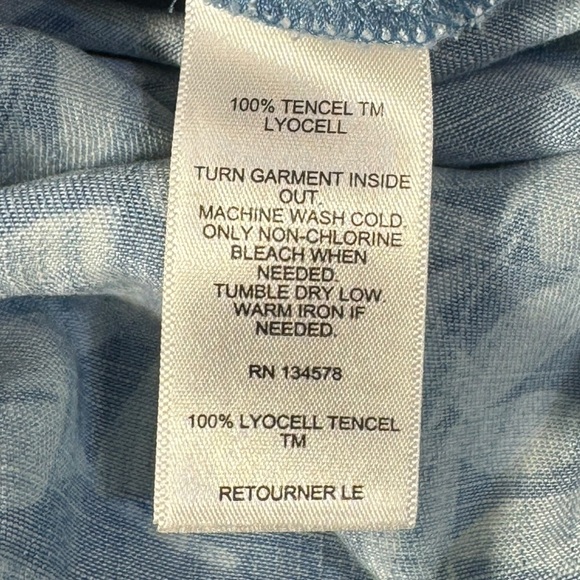 100% TENCEL TM
LYOCELL
TURN GARMENT INSIDE
OUT.
MACHINE WASH COLD.
ONLY NON-CHLORINE
BLEACH WHEN
NEEDED.
TUMBLE DRY LOW.
WARM IRON IF
NEEDED.
RN 134578
100% LYOCELL TENCEL
TM
RETOURNER LE